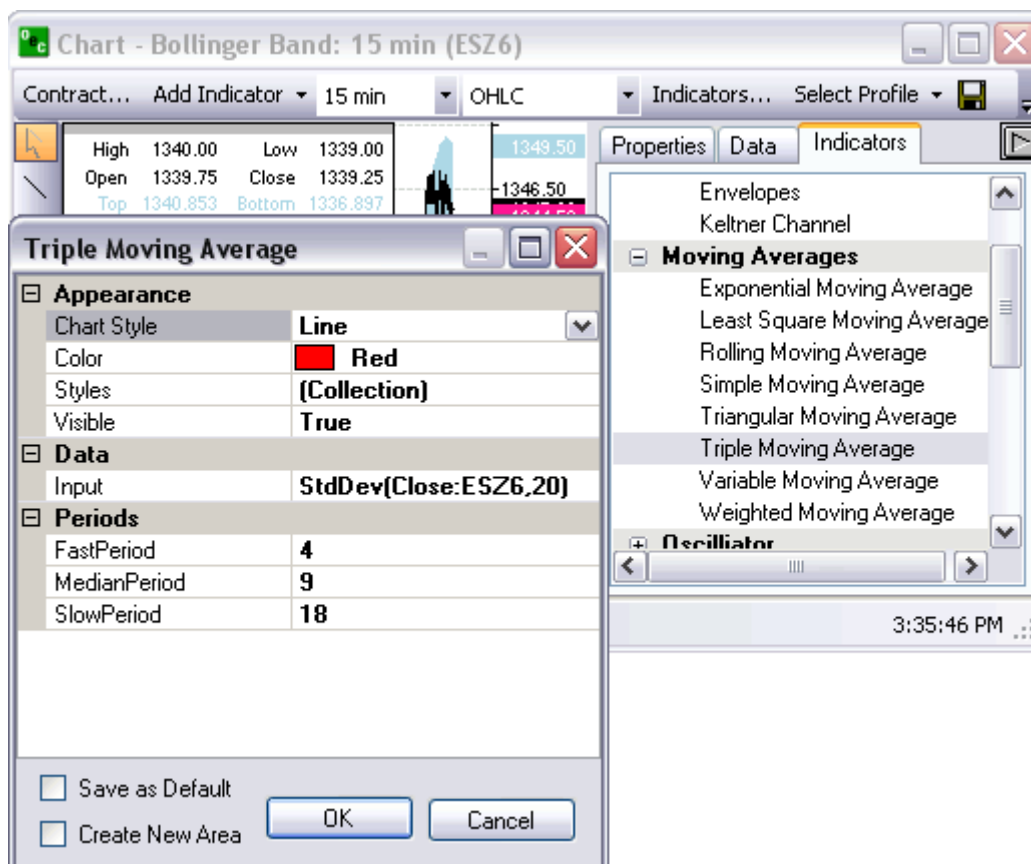 Oec Chart - Bollinger Band: 15 min (ESZ6)
Contract... Add Indicator 15 min OHLC Indicators... Select Profile
High 1340.00 Low 1339.00
Open 1339.75 Close 1339.25
Top 1340.853 Bottom 1336.897
1349.50
1346.50
Properties Data Indicators
Envelopes
Keltner Channel
Moving Averages
Exponential Moving Average
Least Square Moving Average
Rolling Moving Average
Simple Moving Average
Triangular Moving Average
Triple Moving Average
Variable Moving Average
Weighted Moving Average
Oscilliator
3:35:46 PM
Triple Moving Average
Appearance
Chart Style Line
Color Red
Styles (Collection)
Visible True
Data
Input StdDev(Close:ESZ6,20)
Periods
FastPeriod 4
MedianPeriod 9
SlowPeriod 18
Save as Default
Create New Area
OK Cancel